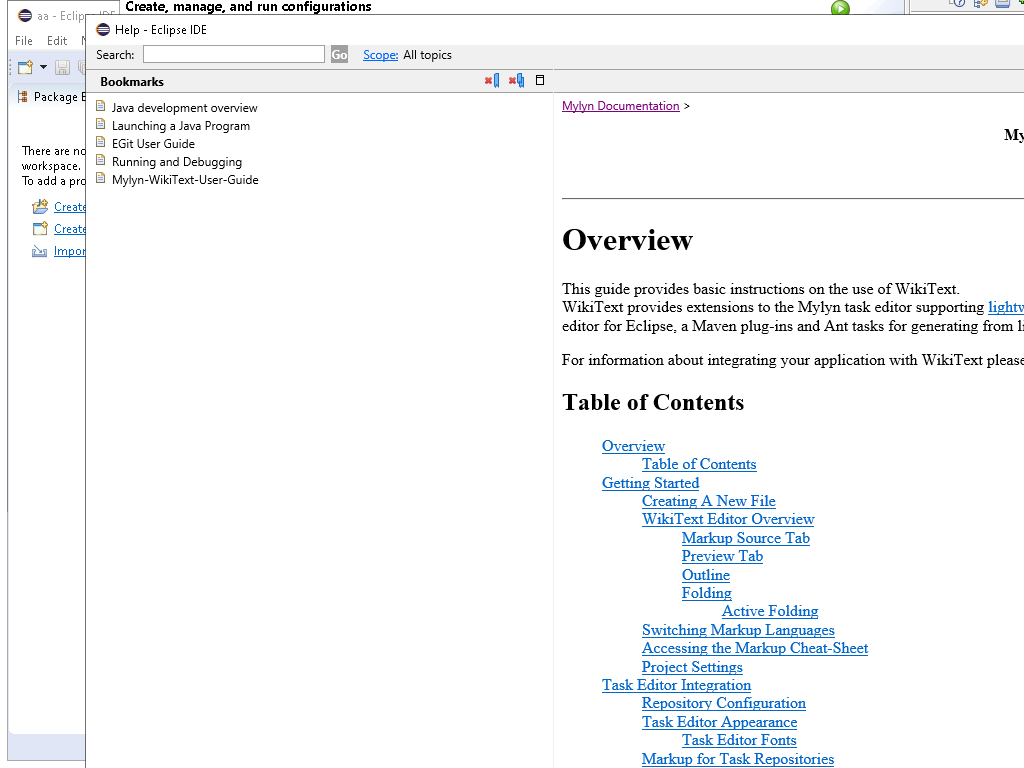 Create, manage, and run configurations
aa - Eclipse IDE
Help - Eclipse IDE
File Edit
Search: Go Scope: All topics
Bookmarks
Package E
Java development overview
Launching a Java Program
EGit User Guide
Running and Debugging
Mylyn-WikiText-User-Guide
There are no
workspace.
To add a pro
Create
Create
Impor
Mylyn Documentation >
My
Overview
This guide provides basic instructions on the use of WikiText.
WikiText provides extensions to the Mylyn task editor supporting lightw
editor for Eclipse, a Maven plug-ins and Ant tasks for generating from li
For information about integrating your application with WikiText please
Table of Contents
Overview
Table of Contents
Getting Started
Creating A New File
WikiText Editor Overview
Markup Source Tab
Preview Tab
Outline
Folding
Active Folding
Switching Markup Languages
Accessing the Markup Cheat-Sheet
Project Settings
Task Editor Integration
Repository Configuration
Task Editor Appearance
Task Editor Fonts
Markup for Task Repositories